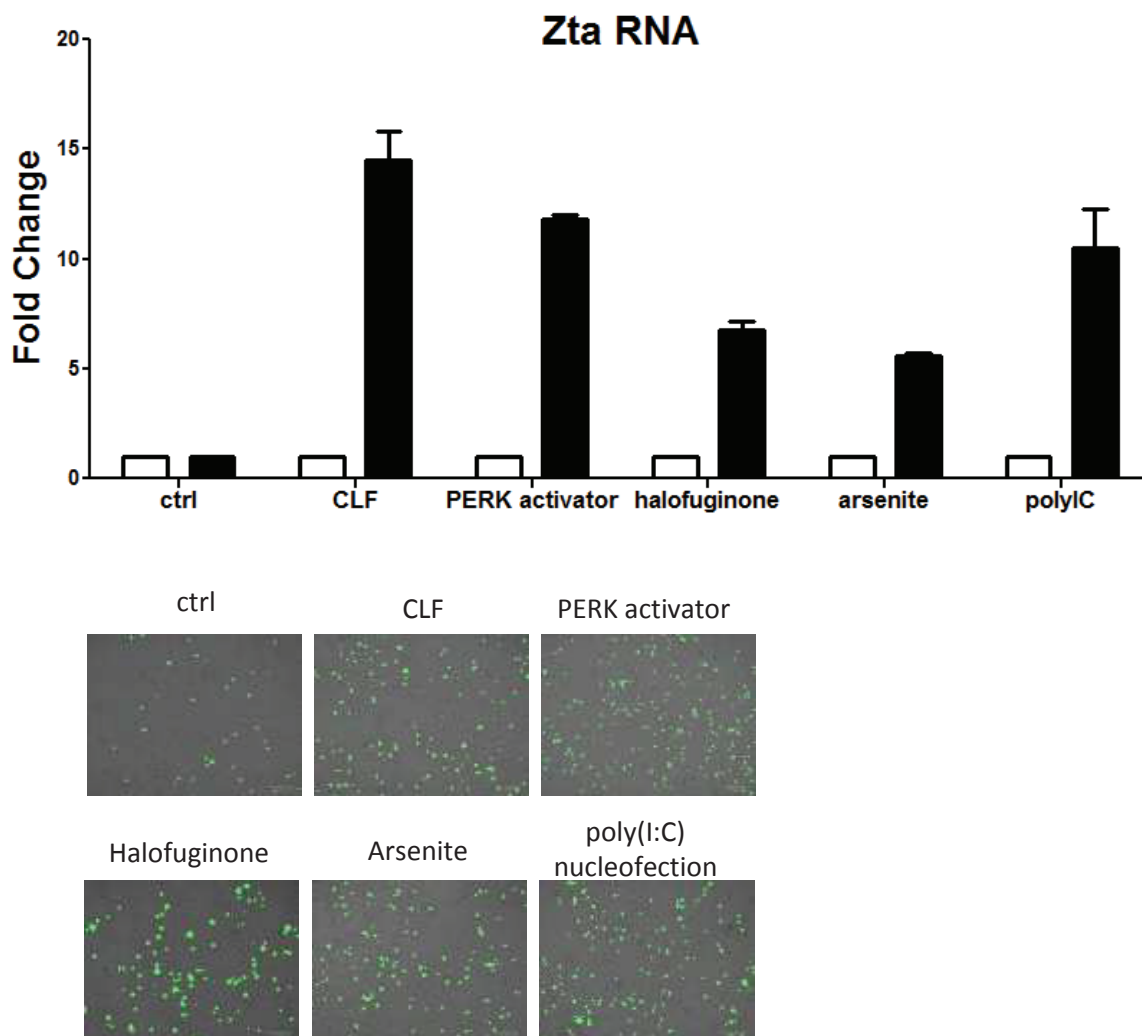 Zta RNA
Fold Change
20
15
10
5
0
ctrl
CLF
PERK activator
halofuginone
arsenite
polyIC
ctrl
CLF
PERK activator
Halofuginone
Arsenite
poly(I:C)
nucleofection